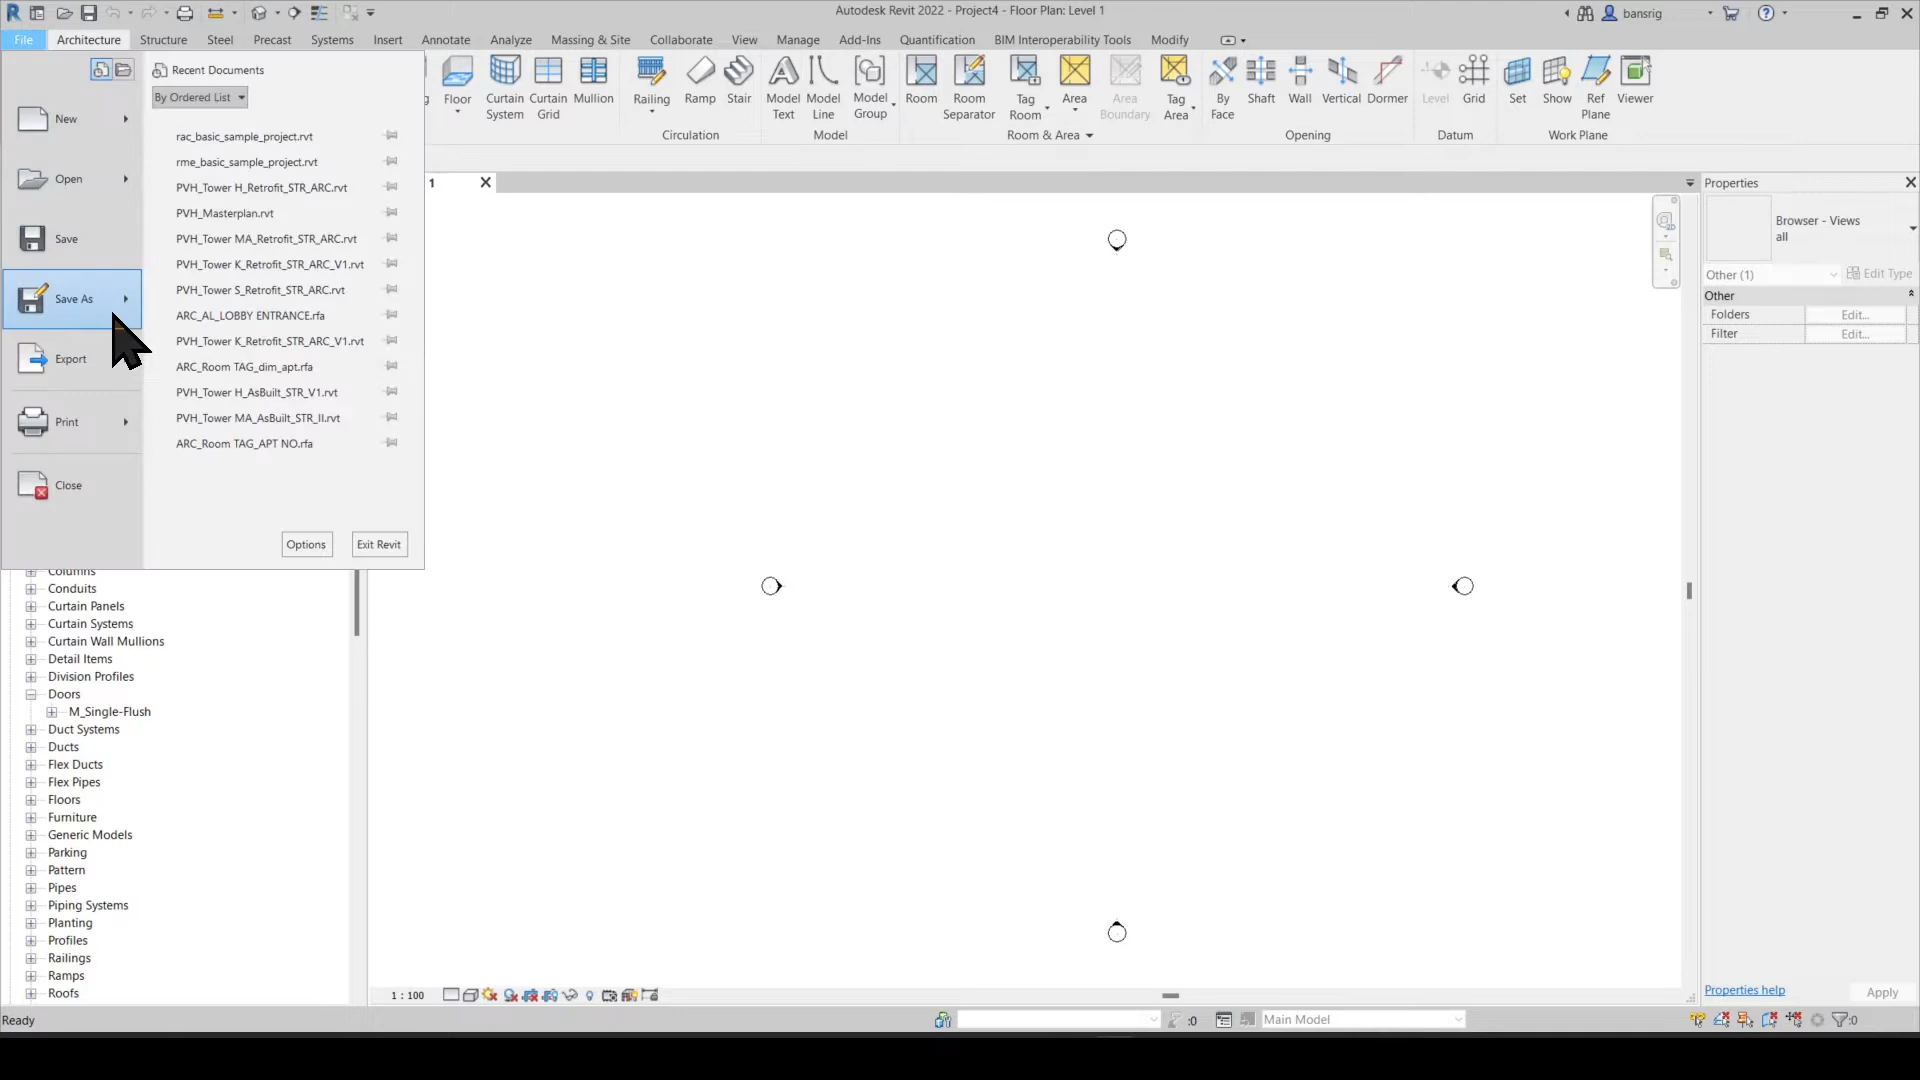 Autodesk Revit 2022 - Project4 - Floor Plan: Level 1
bansrig
File Architecture Structure Steel Precast Systems Insert Annotate Analyze Massing & Site Collaborate View Manage Add-Ins Quantification BIM Interoperability Tools Modify
Floor
Curtain System
Curtain Grid
Mullion
Railing
Ramp
Stair
Model Text
Model Line
Model Group
Room
Room Separator
Tag Room
Area
Area Boundary
Tag Area
By Face
Shaft
Wall
Vertical
Dormer
Level
Grid
Set
Show
Ref Plane
Viewer
Circulation
Model
Room & Area
Opening
Datum
Work Plane
New
Open
Save
Save As
Export
Print
Close
Recent Documents
By Ordered List
rac_basic_sample_project.rvt
rme_basic_sample_project.rvt
PVH_Tower H_Retrofit_STR_ARC.rvt
PVH_Masterplan.rvt
PVH_Tower MA_Retrofit_STR_ARC.rvt
PVH_Tower K_Retrofit_STR_ARC_V1.rvt
PVH_Tower S_Retrofit_STR_ARC.rvt
ARC_AL_LOBBY ENTRANCE.rfa
PVH_Tower K_Retrofit_STR_ARC_V1.rvt
ARC_Room TAG_dim_apt.rfa
PVH_Tower H_AsBuilt_STR_V1.rvt
PVH_Tower MA_AsBuilt_STR_II.rvt
ARC_Room TAG_APT NO.rfa
Options
Exit Revit
1
Columns
Conduits
Curtain Panels
Curtain Systems
Curtain Wall Mullions
Detail Items
Division Profiles
Doors
M_Single-Flush
Duct Systems
Ducts
Flex Ducts
Flex Pipes
Floors
Furniture
Generic Models
Parking
Pattern
Pipes
Piping Systems
Planting
Profiles
Railings
Ramps
Roofs
Properties
Browser - Views
all
Other (1)
Edit Type
Other
Folders
Edit...
Filter
Edit...
Properties help
Apply
1 : 100
Ready
:0
Main Model
:0